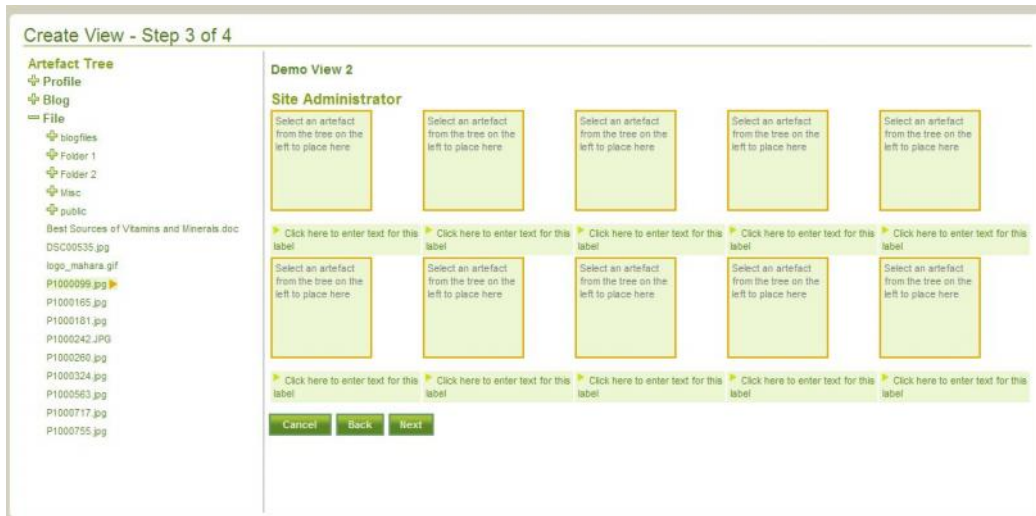 Create View - Step 3 of 4
Artefact Tree
Profile
Blog
File
blogfiles
Folder 1
Folder 2
Misc
public
Best Sources of Vitamins and Minerals.doc
DSC00535.jpg
logo_mahara.gif
P1000099.jpg
P1000165.jpg
P1000181.jpg
P1000242.JPG
P1000260.jpg
P1000324.jpg
P1000563.jpg
P1000717.jpg
P1000755.jpg
Demo View 2
Site Administrator
Select an artefact
from the tree on the
left to place here
Select an artefact
from the tree on the
left to place here
Select an artefact
from the tree on the
left to place here
Select an artefact
from the tree on the
left to place here
Select an artefact
from the tree on the
left to place here
Click here to enter text for this
label
Click here to enter text for this
label
Click here to enter text for this
label
Click here to enter text for this
label
Click here to enter text for this
label
Select an artefact
from the tree on the
left to place here
Select an artefact
from the tree on the
left to place here
Select an artefact
from the tree on the
left to place here
Select an artefact
from the tree on the
left to place here
Select an artefact
from the tree on the
left to place here
Click here to enter text for this
label
Click here to enter text for this
label
Click here to enter text for this
label
Click here to enter text for this
label
Click here to enter text for this
label
Cancel
Back
Next